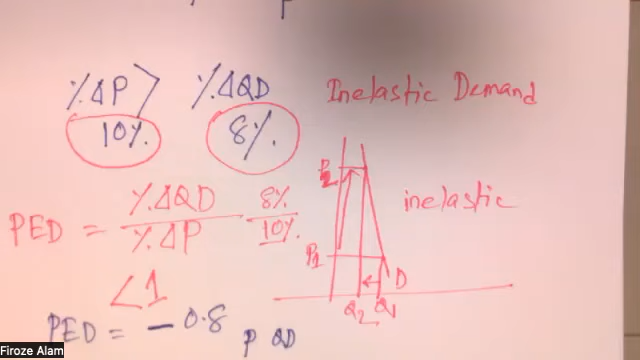 %ΔP > %ΔQD
10%. 8%.
Inelastic Demand
PED = %ΔQD / %ΔP 8% / 10%.
<1
PED = -0.8 P QD
P2
inelastic
P1
D
Q2 Q1
Firoze Alam